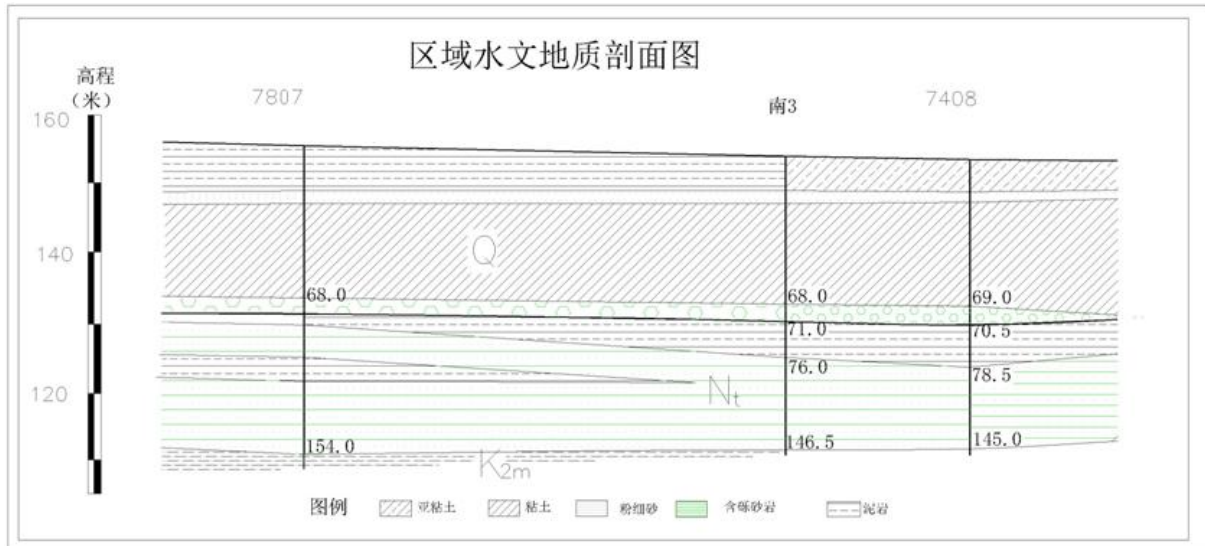 区域水文地质剖面图
高程
（米）
7807
南3
7408
160
140
120
Q
68.0
68.0
69.0
71.0
70.5
76.0
78.5
Nt
154.0
146.5
145.0
K2m
图例
亚粘土
粘土
粉细砂
含砾砂岩
泥岩